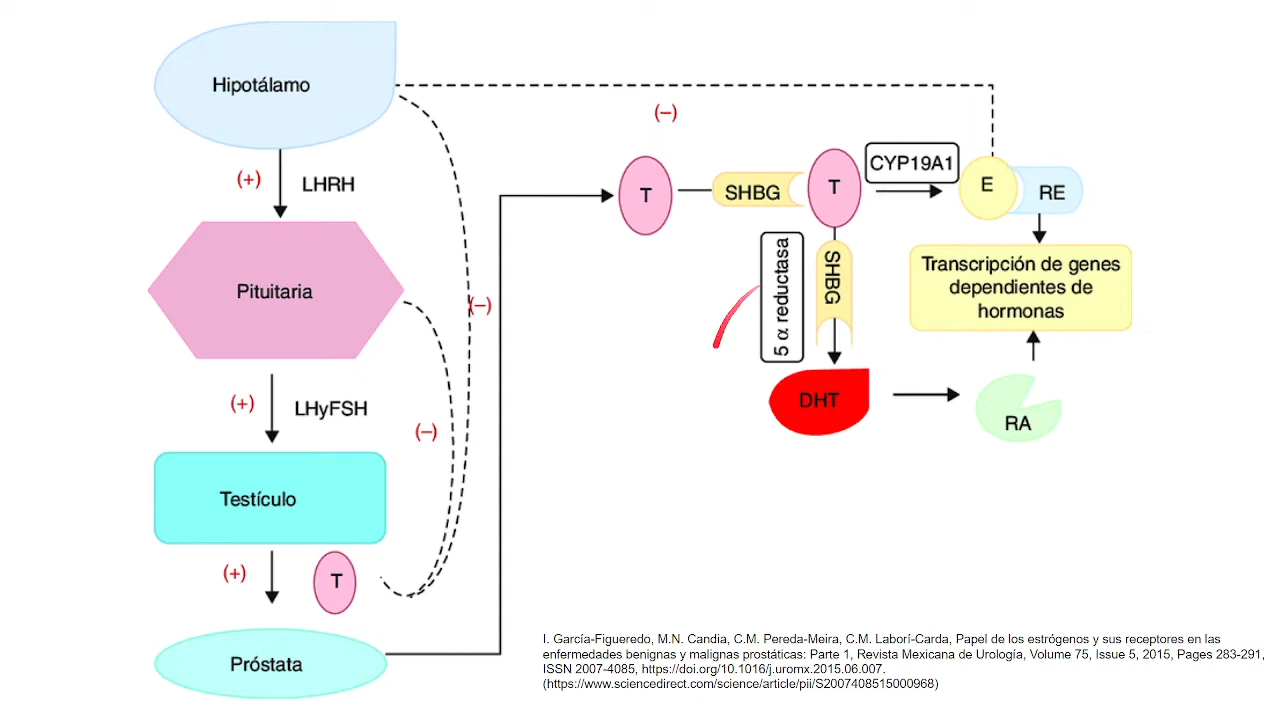 Hipotálamo
(+)
LHRH
Pituitaria
(+)
LHyFSH
Testículo
(+)
T
Próstata
(–)
(–)
(–)
T
SHBG
T
CYP19A1
E
RE
5 α reductasa
SHBG
DHT
RA
Transcripción de genes
dependientes de
hormonas
I. García-Figueredo, M.N. Candia, C.M. Pereda-Meira, C.M. Laborí-Carda, Papel de los estrógenos y sus receptores en las
enfermedades benignas y malignas prostáticas: Parte 1, Revista Mexicana de Urología, Volume 75, Issue 5, 2015, Pages 283-291,
ISSN 2007-4085, https://doi.org/10.1016/j.uromx.2015.06.007.
(https://www.sciencedirect.com/science/article/pii/S2007408515000968)